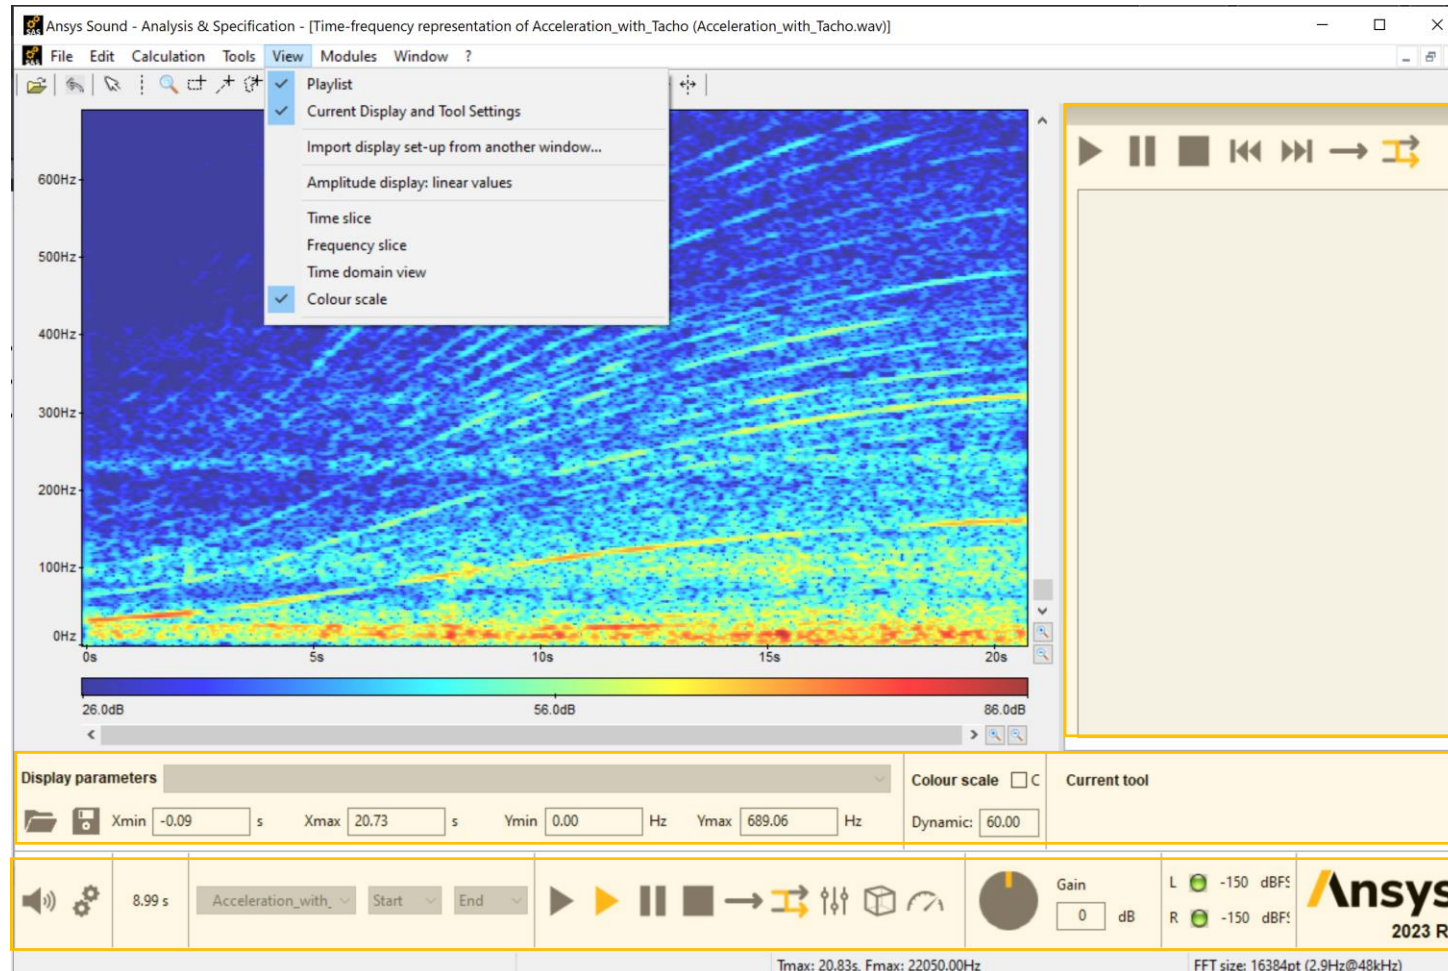 Ansys Sound - Analysis & Specification - [Time-frequency representation of Acceleration_with_Tacho (Acceleration_with_Tacho.wav)]
File Edit Calculation Tools View Modules Window ?
Playlist
Current Display and Tool Settings
Import display set-up from another window...
Amplitude display: linear values
Time slice
Frequency slice
Time domain view
Colour scale
600Hz
500Hz
400Hz
300Hz
200Hz
100Hz
0Hz
0s 5s 10s 15s 20s
26.0dB 56.0dB 86.0dB
Display parameters
Colour scale C Current tool
Xmin -0.09 s Xmax 20.73 s Ymin 0.00 Hz Ymax 689.06 Hz Dynamic: 60.00
8.99 s Acceleration_with_ Start End
Gain
0 dB
L -150 dBFS
R -150 dBFS
Ansys
2023 R
Tmax: 20.83s, Fmax: 22050.00Hz FFT size: 16384pt (2.9Hz@48kHz)